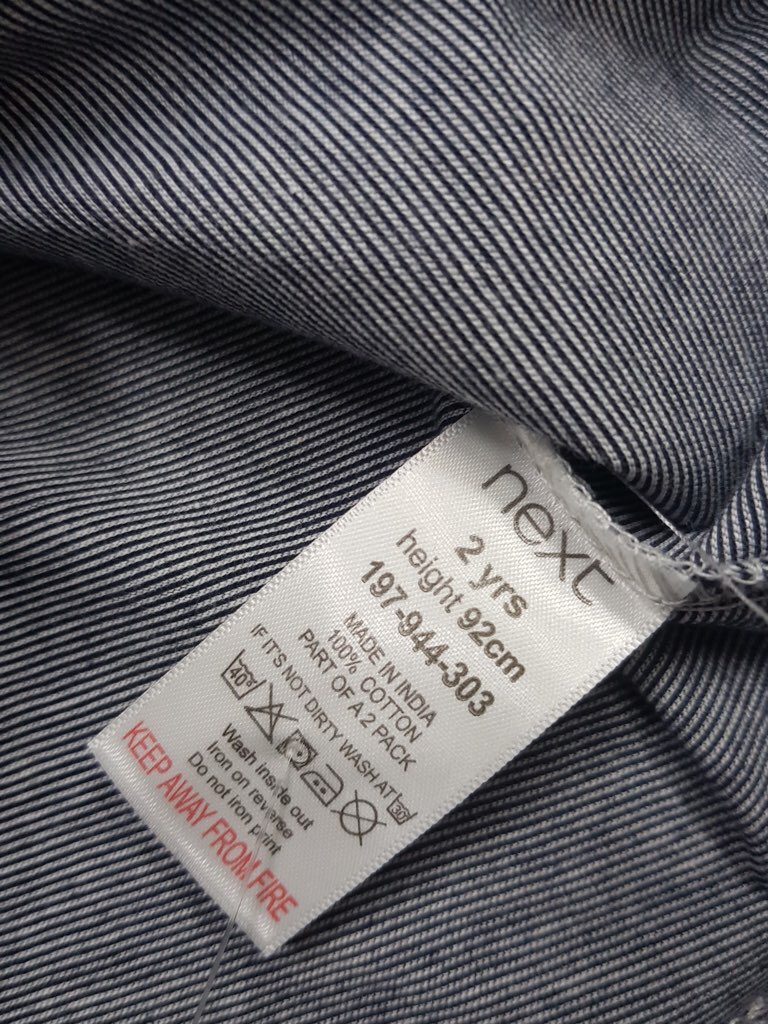 next
2 yrs
height 92cm
197-944-303
MADE IN INDIA
100% COTTON
PART OF A 2 PACK
IF IT'S NOT DIRTY WASH AT 30°
40°
Wash inside out
Iron on reverse
Do not iron print
KEEP AWAY FROM FIRE